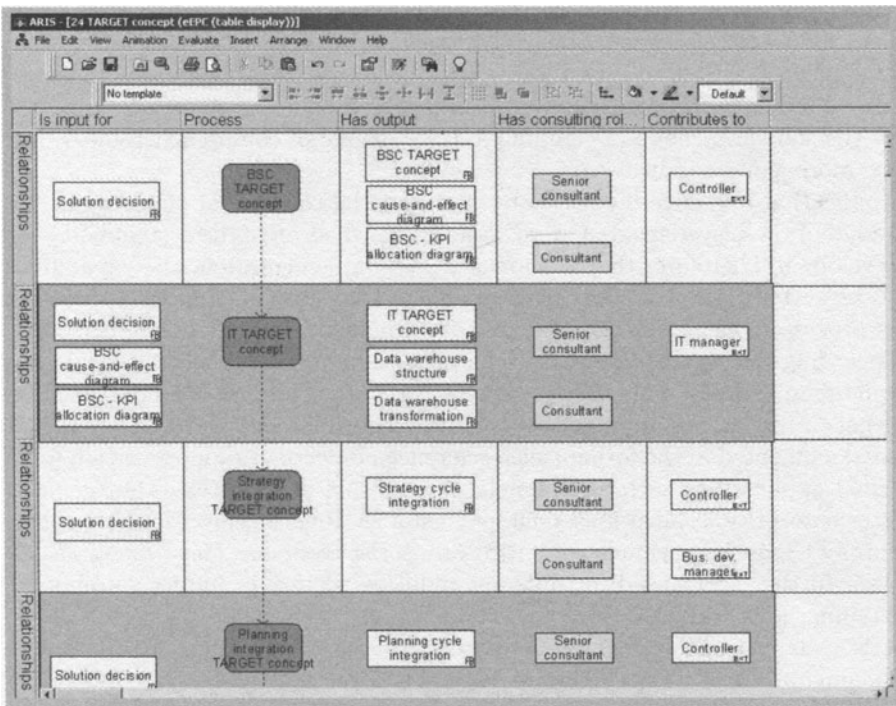 ARIS - [24 TARGET concept (eEPC (table display))]
File Edit View Animation Evaluate Insert Arrange Window Help
No template
Default
Is input for Process Has output Has consulting rol... Contributes to
Relationships
Solution decision
BSC
TARGET
concept
BSC TARGET
concept
BSC
cause-and-effect
diagram
BSC - KPI
allocation diagram
Senior
consultant
Consultant
Controller
EXT
Relationships
Solution decision
BSC
cause-and-effect
diagram
BSC - KPI
allocation diagram
IT TARGET
concept
IT TARGET
concept
Data warehouse
structure
Data warehouse
transformation
Senior
consultant
Consultant
IT manager
EXT
Relationships
Solution decision
Strategy
integration
TARGET concept
Strategy cycle
integration
Senior
consultant
Consultant
Controller
EXT
Bus. dev.
manager
EXT
Relationships
Solution decision
Planning
integration
TARGET concept
Planning cycle
integration
Senior
consultant
Controller
EXT